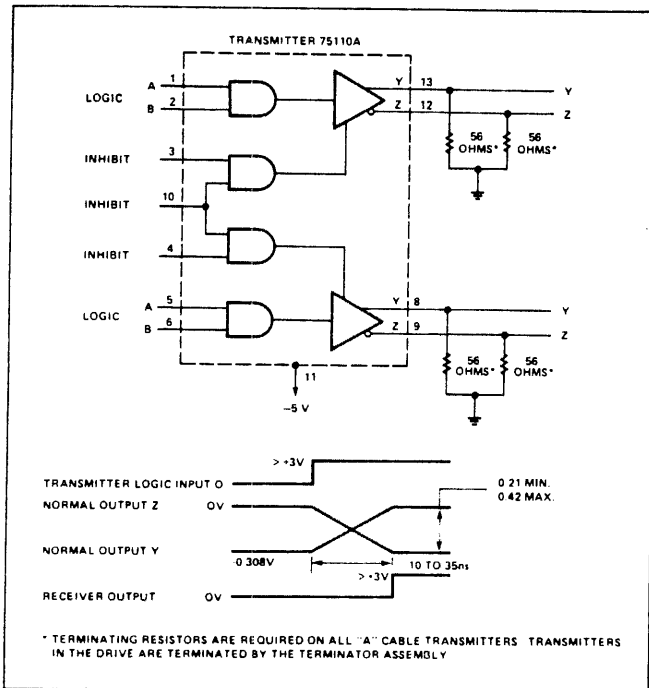 TRANSMITTER 75110A
LOGIC A 1 Y 13 Y
B 2 Z 12 Z
56 OHMS* 56 OHMS*
INHIBIT 3
INHIBIT 10
INHIBIT 4
LOGIC A 5 Y 8 Y
B 6 Z 9 Z
56 OHMS* 56 OHMS*
11
-5 V
> +3V
TRANSMITTER LOGIC INPUT O
0 21 MIN.
0 42 MAX.
NORMAL OUTPUT Z 0V
NORMAL OUTPUT Y -0 308V 10 TO 35ns
> +3V
RECEIVER OUTPUT 0V
* TERMINATING RESISTORS ARE REQUIRED ON ALL "A" CABLE TRANSMITTERS TRANSMITTERS
IN THE DRIVE ARE TERMINATED BY THE TERMINATOR ASSEMBLY